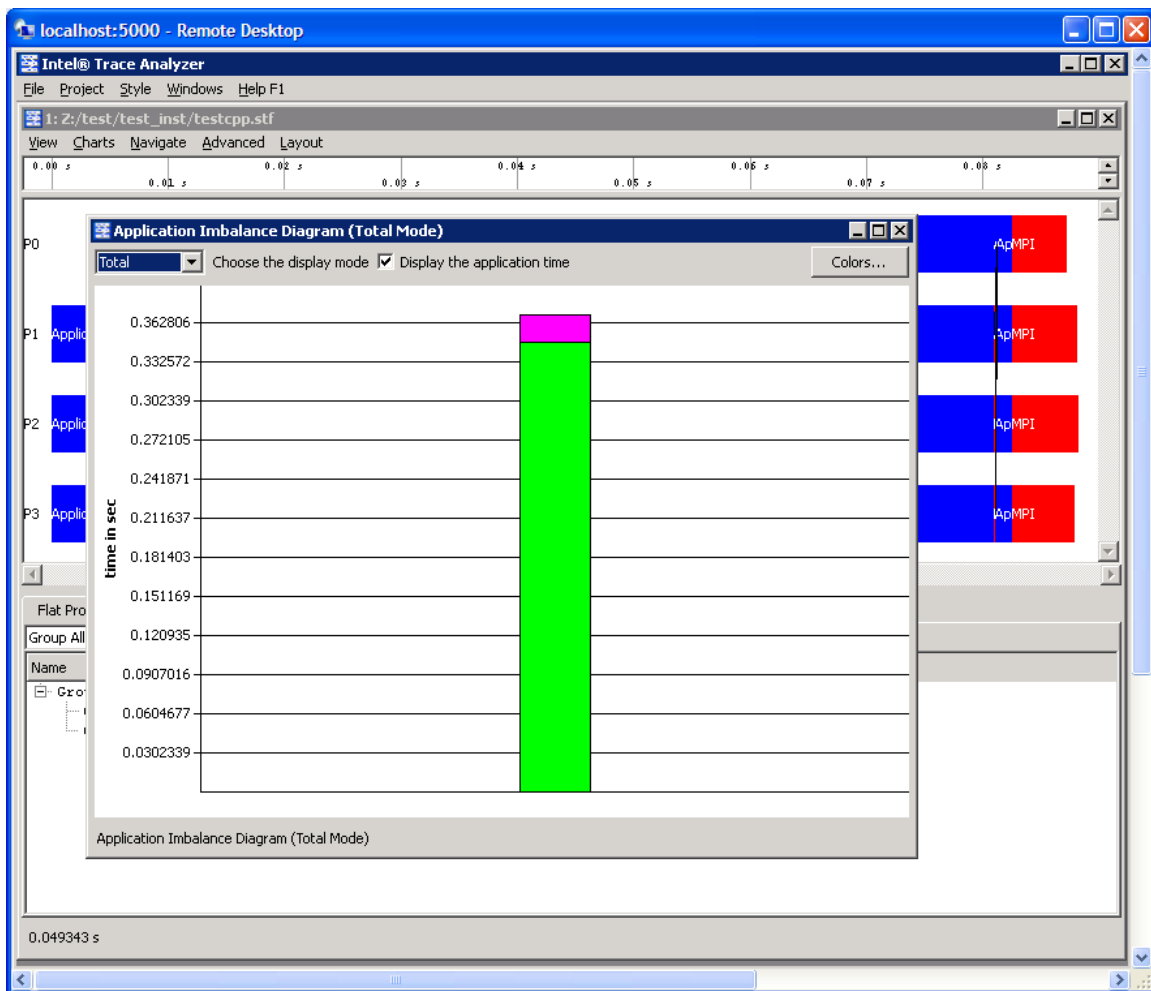 localhost:5000 - Remote Desktop
Intel® Trace Analyzer
File Project Style Windows Help F1
1: Z:/test/test_inst/testcpp.stf
View Charts Navigate Advanced Layout
0.00 s 0.02 s 0.04 s 0.06 s 0.08 s
0.01 s 0.03 s 0.05 s 0.07 s
Application Imbalance Diagram (Total Mode)
P0 ApMPI
Total Choose the display mode Display the application time Colors...
0.362806
P1 Applic ApMPI
0.332572
0.302339
P2 Applic ApMPI
0.272105
0.241871
P3 Applic ApMPI
0.211637
time in sec
0.181403
0.151169
Flat Pro
0.120935
Group All
Name
0.0907016
Gro
0.0604677
0.0302339
Application Imbalance Diagram (Total Mode)
0.049343 s